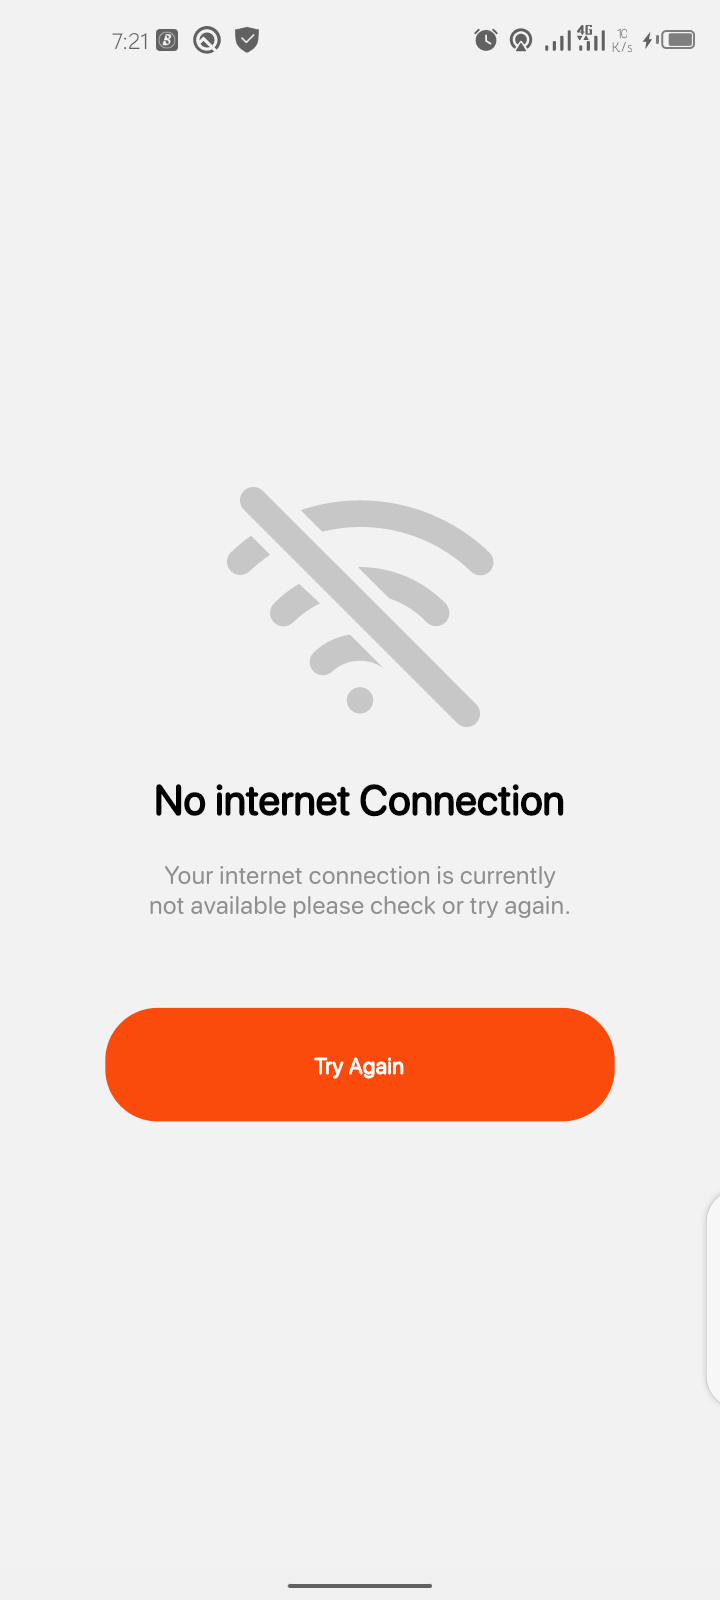 7:21
4G
10
K/s
No internet Connection
Your internet connection is currently
not available please check or try again.
Try Again